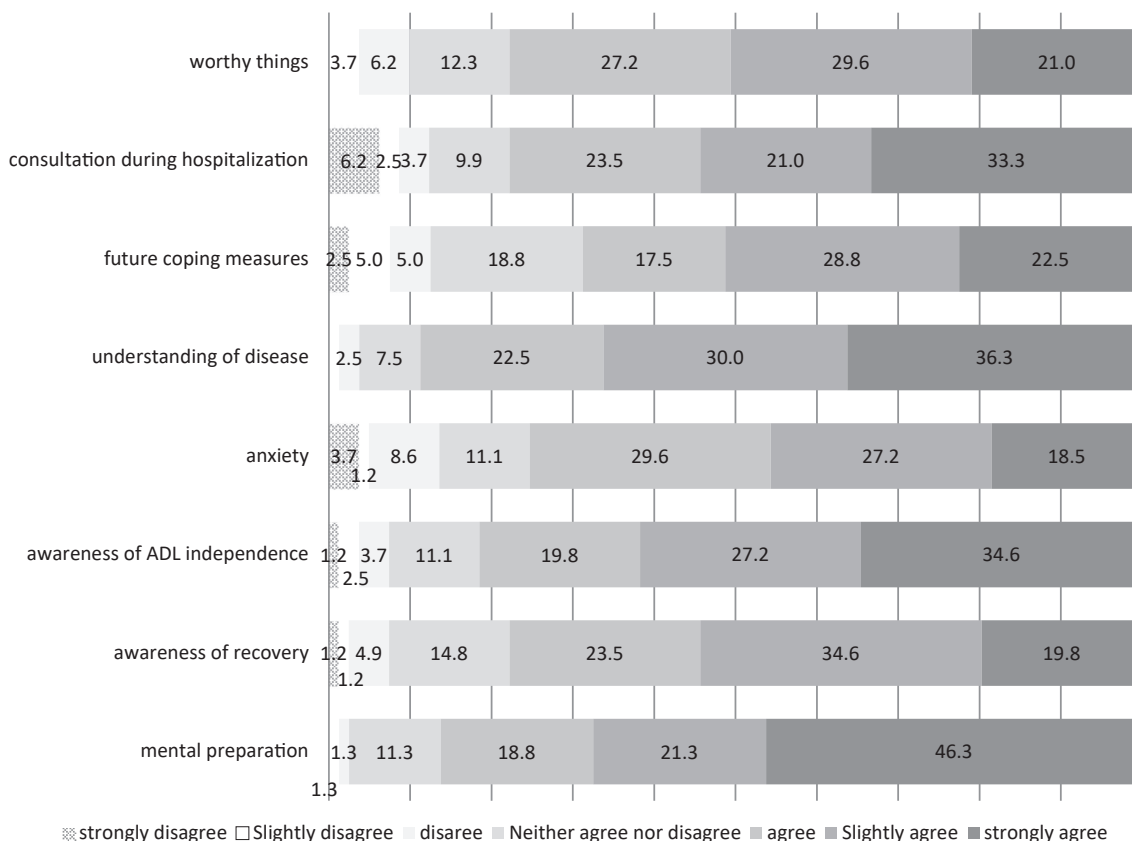 worthy things 3.7 6.2 12.3 27.2 29.6 21.0
consultation during hospitalization 6.2 2.5 3.7 9.9 23.5 21.0 33.3
future coping measures 2.5 5.0 5.0 18.8 17.5 28.8 22.5
understanding of disease 2.5 7.5 22.5 30.0 36.3
anxiety 3.7 1.2 8.6 11.1 29.6 27.2 18.5
awareness of ADL independence 1.2 2.5 3.7 11.1 19.8 27.2 34.6
awareness of recovery 1.2 1.2 4.9 14.8 23.5 34.6 19.8
mental preparation 1.3 1.3 11.3 18.8 21.3 46.3
strongly disagree Slightly disagree disaree Neither agree nor disagree agree Slightly agree strongly agree